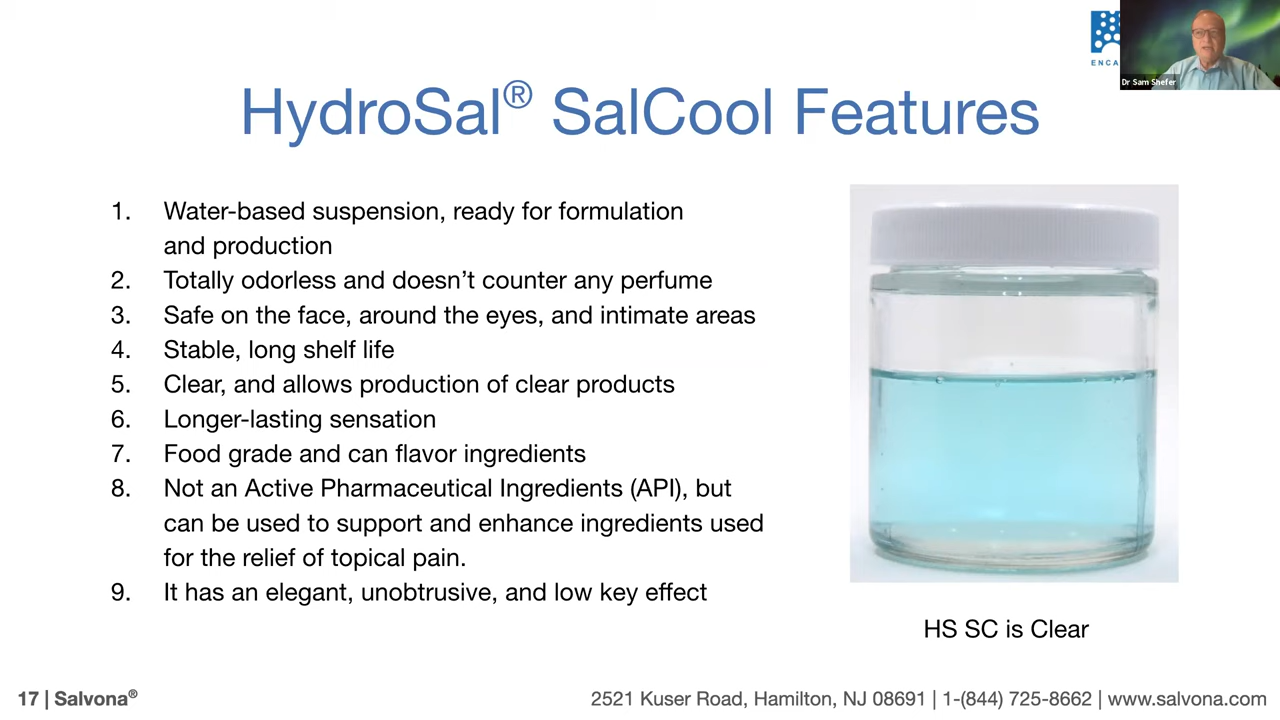 ENCA
Dr Sam Shefer
HydroSal® SalCool Features
1. Water-based suspension, ready for formulation
and production
2. Totally odorless and doesn’t counter any perfume
3. Safe on the face, around the eyes, and intimate areas
4. Stable, long shelf life
5. Clear, and allows production of clear products
6. Longer-lasting sensation
7. Food grade and can flavor ingredients
8. Not an Active Pharmaceutical Ingredients (API), but
can be used to support and enhance ingredients used
for the relief of topical pain.
9. It has an elegant, unobtrusive, and low key effect
HS SC is Clear
17 | Salvona®
2521 Kuser Road, Hamilton, NJ 08691 | 1-(844) 725-8662 | www.salvona.com